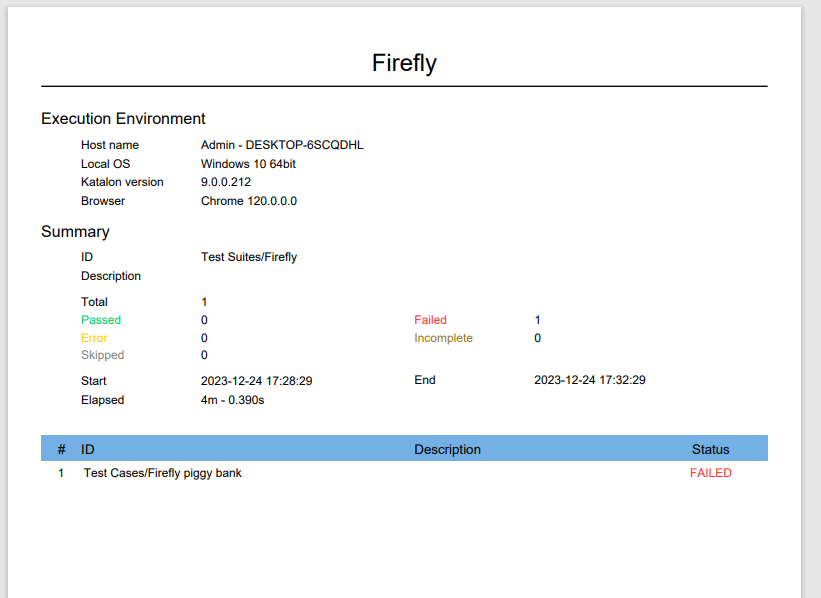 Firefly
Execution Environment
Host name Admin - DESKTOP-6SCQDHL
Local OS Windows 10 64bit
Katalon version 9.0.0.212
Browser Chrome 120.0.0.0
Summary
ID Test Suites/Firefly
Description
Total 1
Passed 0 Failed 1
Error 0 Incomplete 0
Skipped 0
Start 2023-12-24 17:28:29 End 2023-12-24 17:32:29
Elapsed 4m - 0.390s
# ID Description Status
1 Test Cases/Firefly piggy bank FAILED